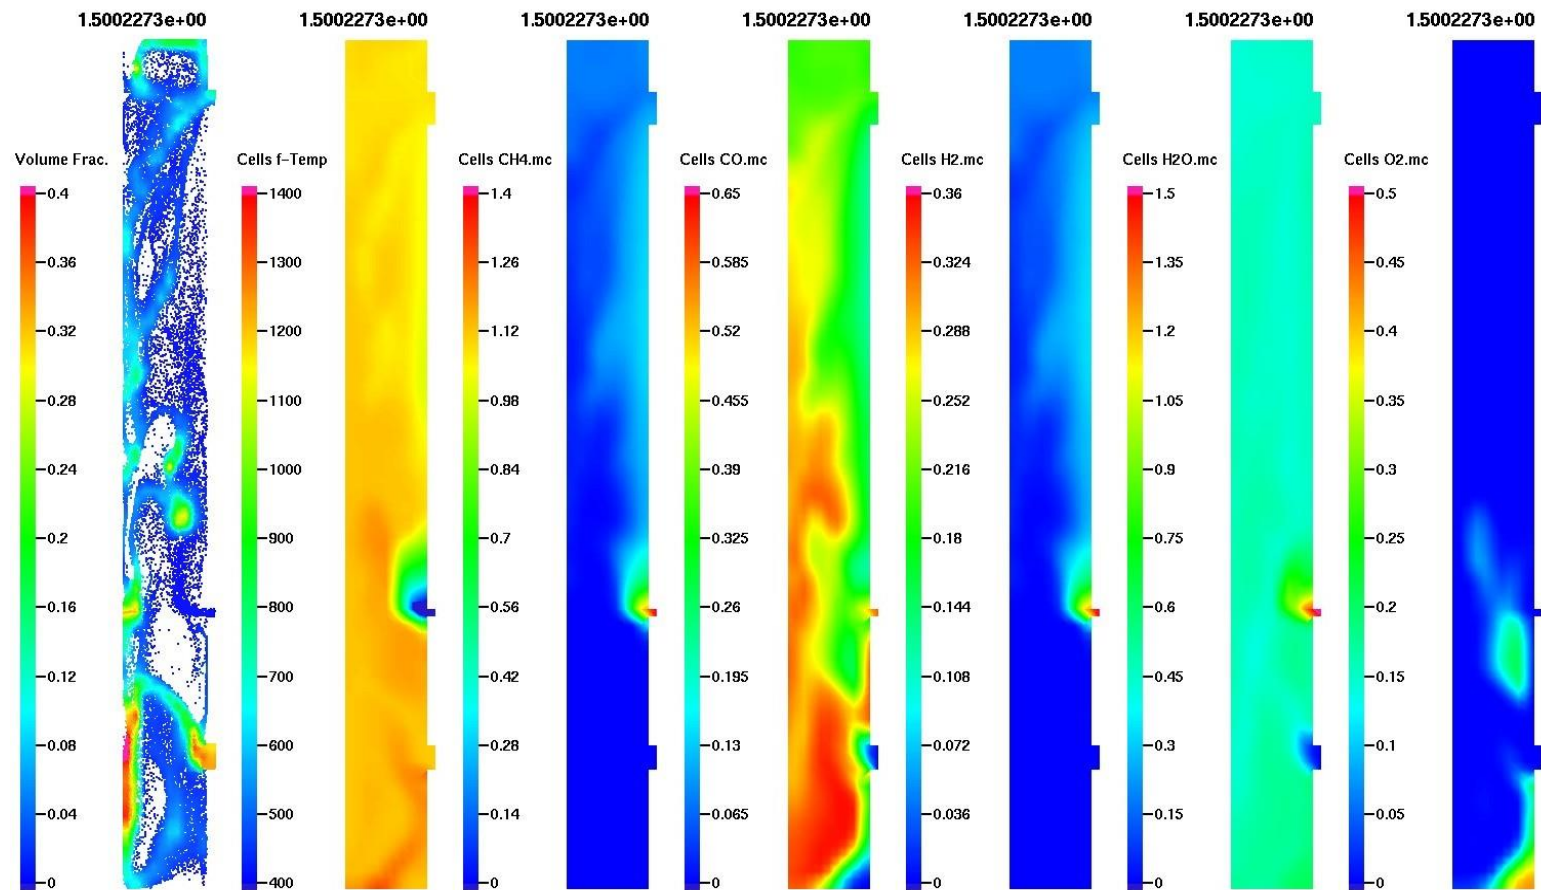 1.5002273e+00 1.5002273e+00 1.5002273e+00 1.5002273e+00 1.5002273e+00 1.5002273e+00 1.5002273e+00
Volume Frac. Cells f-Temp Cells CH4.mc Cells CO.mc Cells H2.mc Cells H2O.mc Cells O2.mc
0.4 1400 1.4 0.65 0.36 1.5 0.5
0.36 1300 1.26 0.585 0.324 1.35 0.45
0.32 1200 1.12 0.52 0.288 1.2 0.4
0.28 1100 0.98 0.455 0.252 1.05 0.35
0.24 1000 0.84 0.39 0.216 0.9 0.3
0.2 900 0.7 0.325 0.18 0.75 0.25
0.16 800 0.56 0.26 0.144 0.6 0.2
0.12 700 0.42 0.195 0.108 0.45 0.15
0.08 600 0.28 0.13 0.072 0.3 0.1
0.04 500 0.14 0.065 0.036 0.15 0.05
0 400 0 0 0 0 0